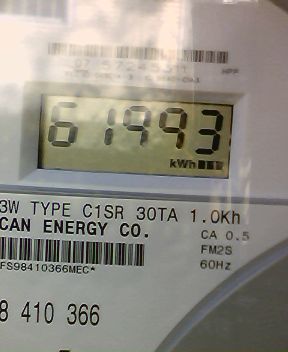 61993
kWh
3W TYPE C1SR 30TA 1.0Kh
CAN ENERGY CO.
CA 0.5
FM2S
60Hz
FS98410366MEC*
8 410 366